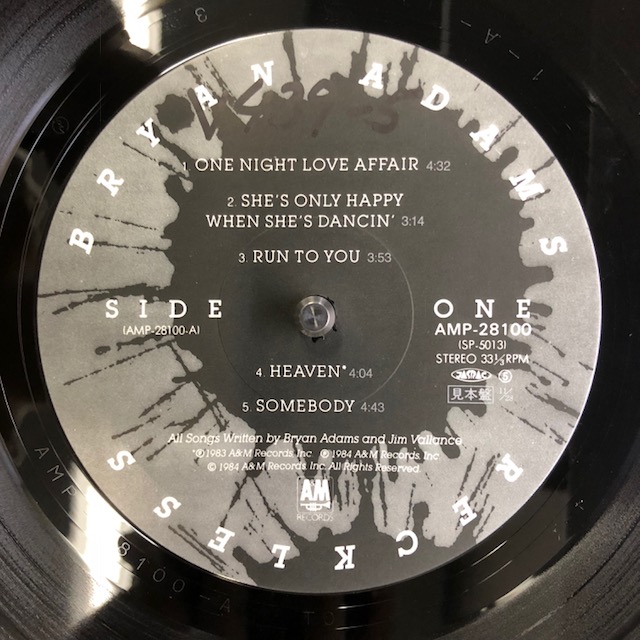 BRYAN ADAMS
1. ONE NIGHT LOVE AFFAIR 4:32
2. SHE'S ONLY HAPPY
WHEN SHE'S DANCIN' 3:14
3. RUN TO YOU 3:53
SIDE ONE
(AMP-28100-A)
AMP-28100
(SP-5013)
STEREO 33⅓RPM
見本盤
4. HEAVEN* 4:04
5. SOMEBODY 4:43
All Songs Written by Bryan Adams and Jim Vallance
*Ⓟ1983 A&M Records, Inc Ⓟ1984 A&M Records, Inc
© 1984 A&M Records, Inc. All Rights Reserved.
AM
RECORDS
RECKLESS